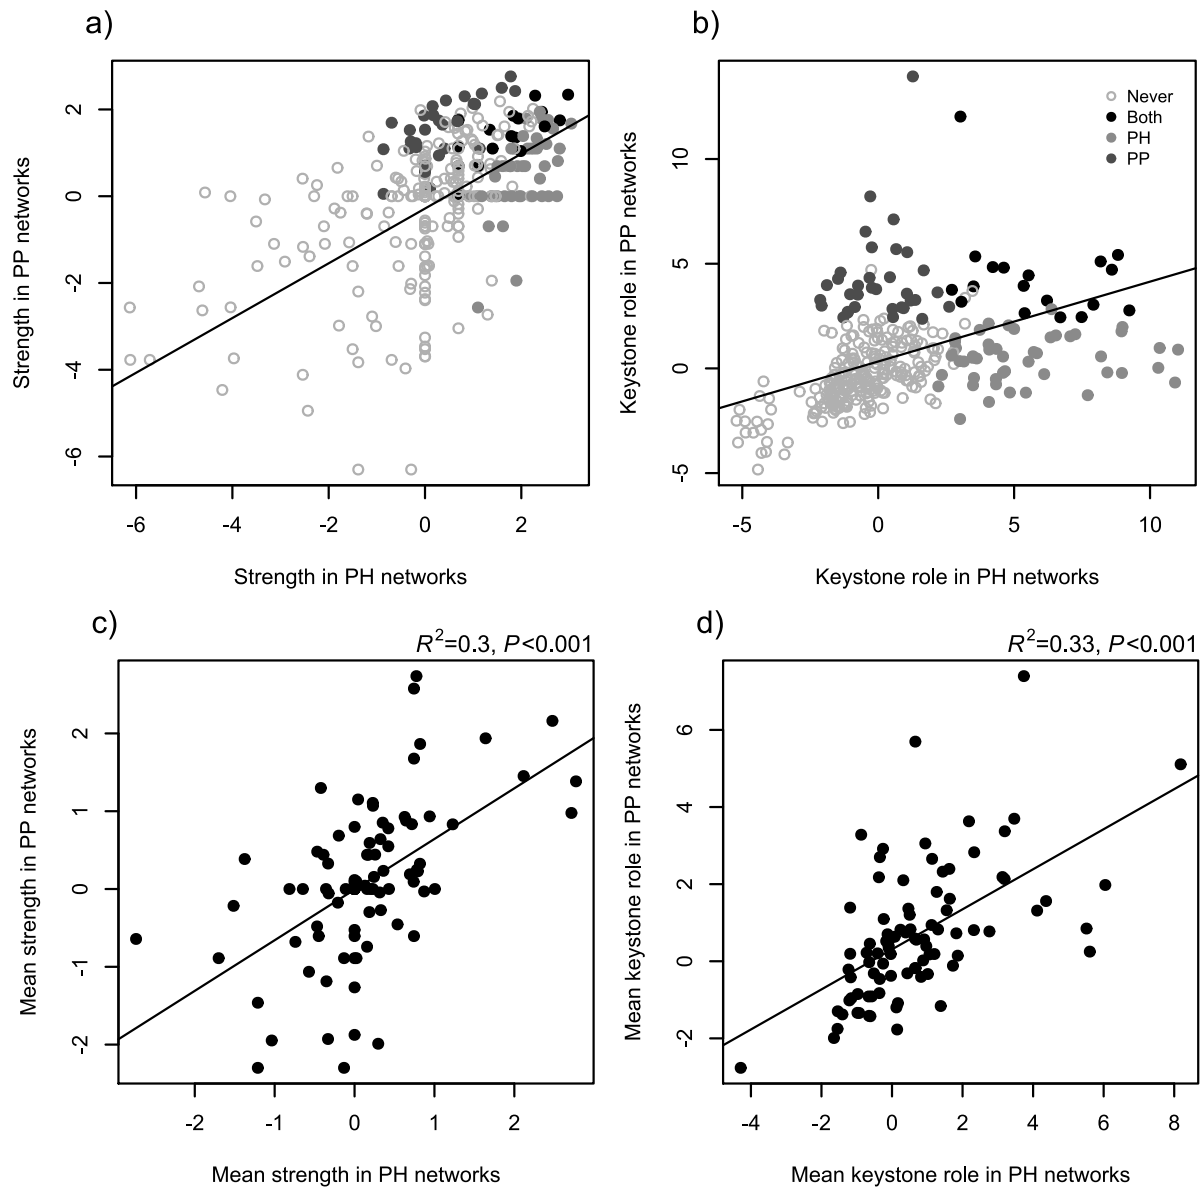 a)
2
0
-2
-4
-6
Strength in PP networks
-6 -4 -2 0 2
Strength in PH networks
b)
Never
Both
PH
PP
10
5
0
-5
Keystone role in PP networks
-5 0 5 10
Keystone role in PH networks
c)
R²=0.3, P<0.001
2
1
0
-1
-2
Mean strength in PP networks
-2 -1 0 1 2
Mean strength in PH networks
d)
R²=0.33, P<0.001
6
4
2
0
-2
Mean keystone role in PP networks
-4 -2 0 2 4 6 8
Mean keystone role in PH networks